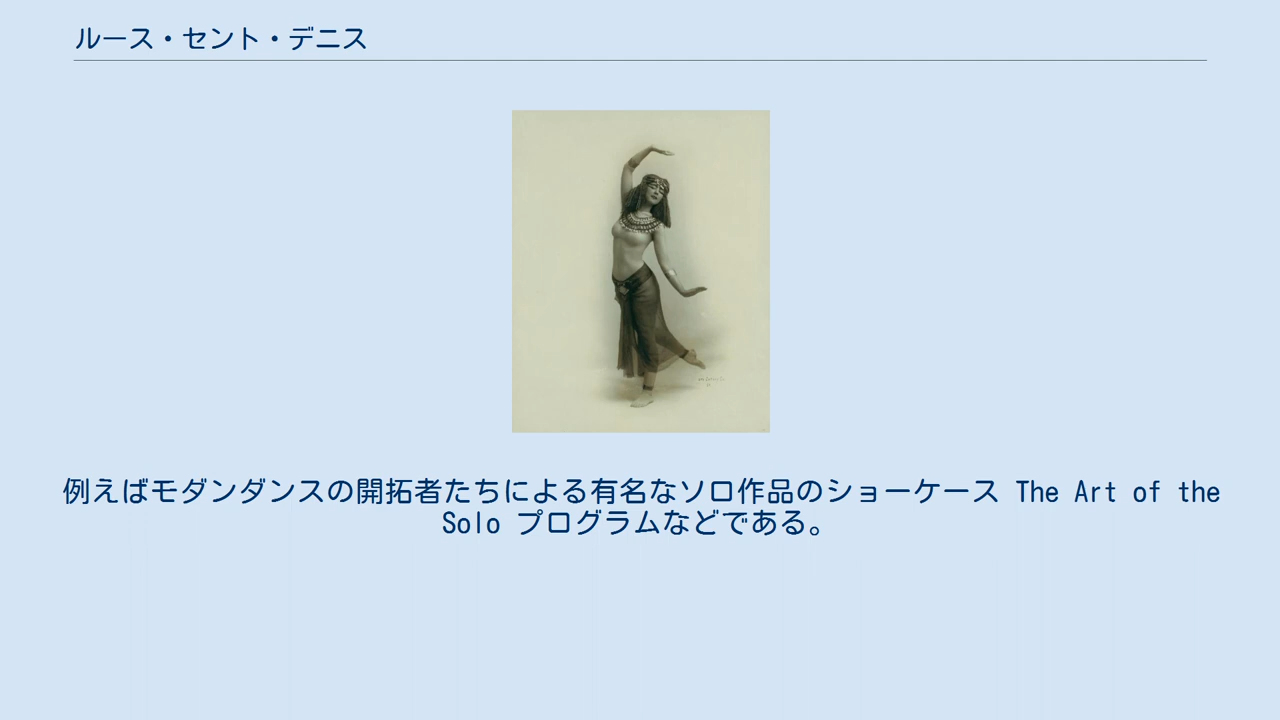 ルース・セント・デニス
例えばモダンダンスの開拓者たちによる有名なソロ作品のショーケース The Art of the
Solo プログラムなどである。